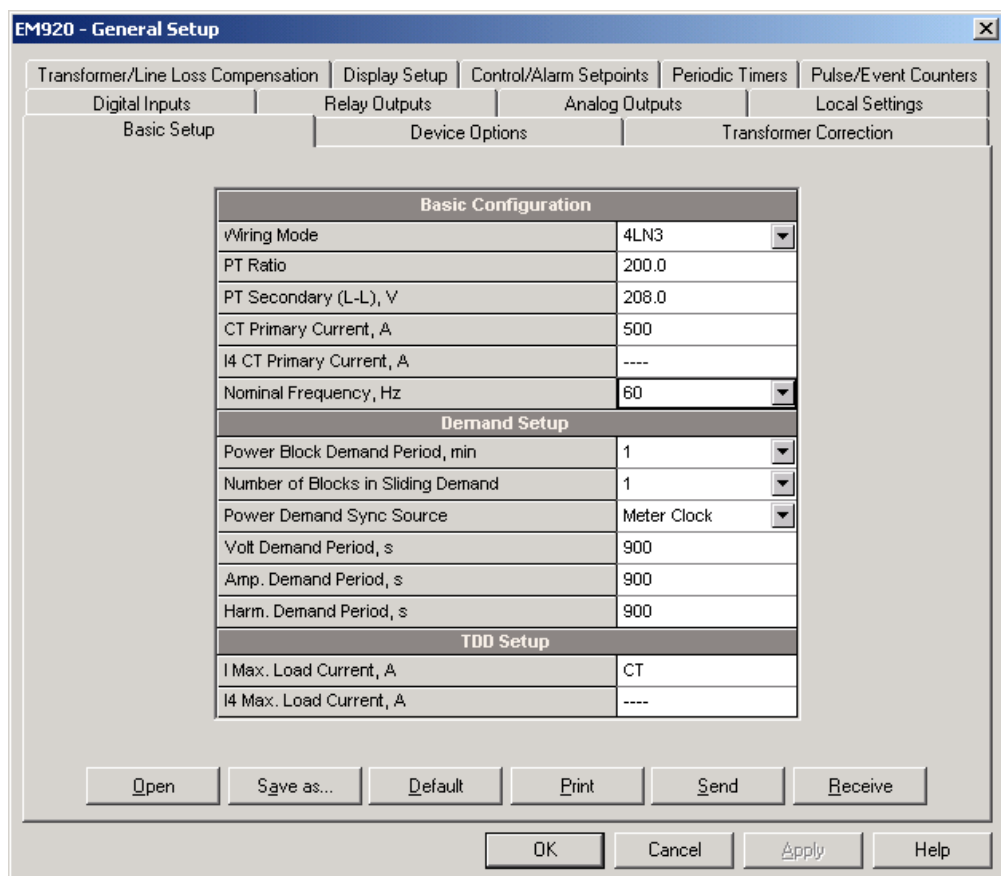 EM920 - General Setup
Transformer/Line Loss Compensation Display Setup Control/Alarm Setpoints Periodic Timers Pulse/Event Counters
Digital Inputs Relay Outputs Analog Outputs Local Settings
Basic Setup Device Options Transformer Correction
Basic Configuration
Wiring Mode 4LN3
PT Ratio 200.0
PT Secondary (L-L), V 208.0
CT Primary Current, A 500
I4 CT Primary Current, A ----
Nominal Frequency, Hz 60
Demand Setup
Power Block Demand Period, min 1
Number of Blocks in Sliding Demand 1
Power Demand Sync Source Meter Clock
Volt Demand Period, s 900
Amp. Demand Period, s 900
Harm. Demand Period, s 900
TDD Setup
I Max. Load Current, A CT
I4 Max. Load Current, A ----
Open Save as... Default Print Send Receive
OK Cancel Apply Help